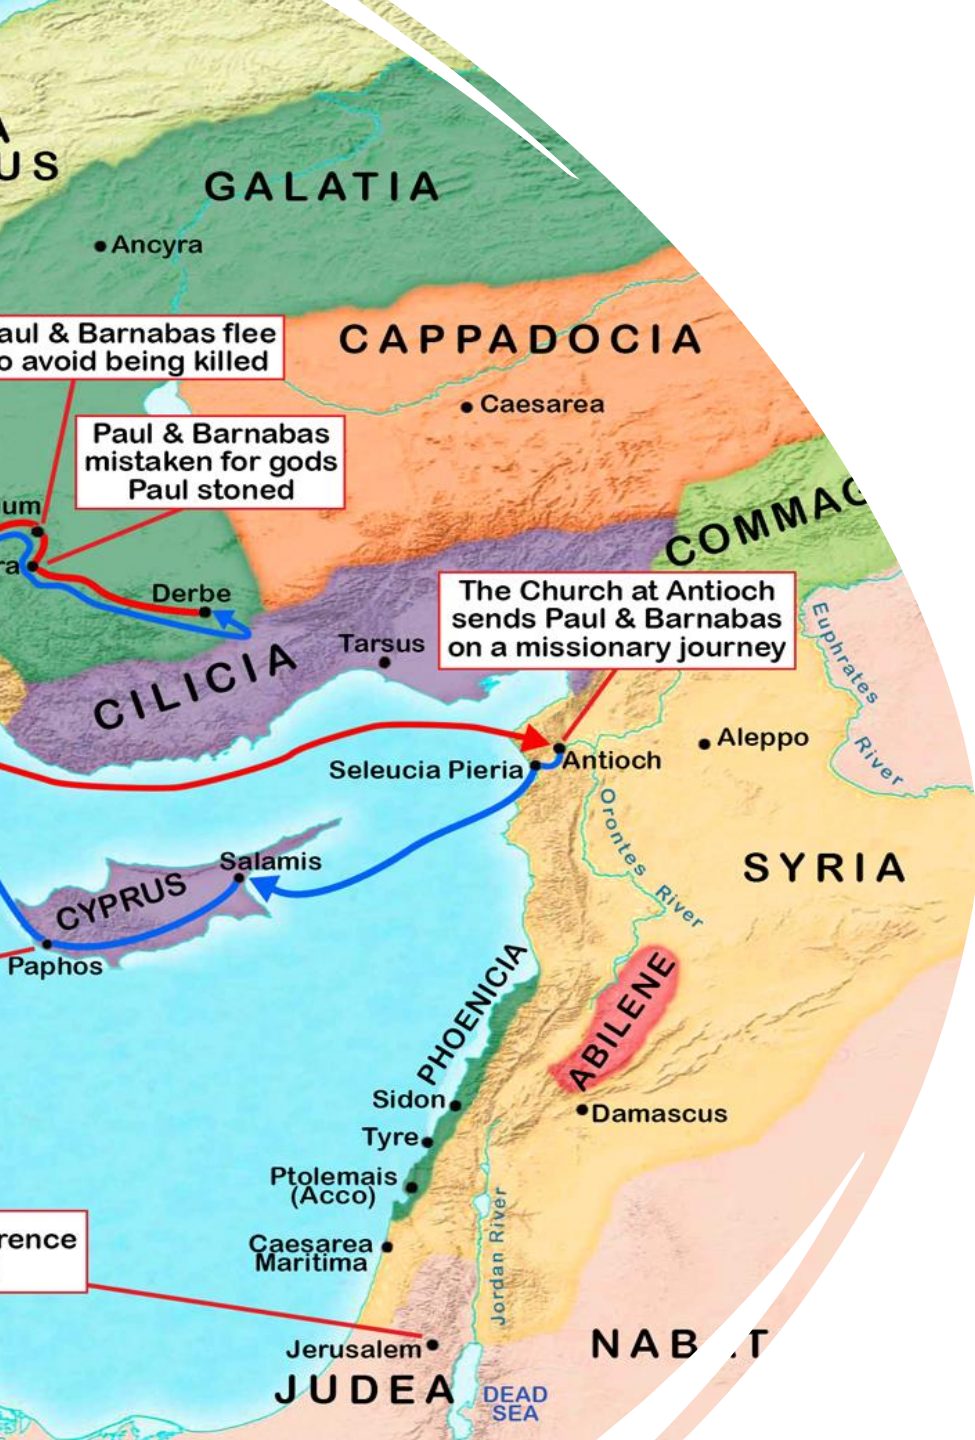 A
US
GALATIA
Ancyra
aul & Barnabas flee
o avoid being killed
CAPPADOCIA
Caesarea
Paul & Barnabas
mistaken for gods
Paul stoned
COMMAG
ium
ra
Derbe
The Church at Antioch
sends Paul & Barnabas
on a missionary journey
Euphrates River
CILICIA
Tarsus
Aleppo
Antioch
Seleucia Pieria
Orontes River
SYRIA
Salamis
CYPRUS
Paphos
PHOENICIA
ABILENE
Sidon
Damascus
Tyre
Ptolemais
(Acco)
Jordan River
rence
Caesarea
Maritima
Jerusalem
NAB T
JUDEA
DEAD
SEA